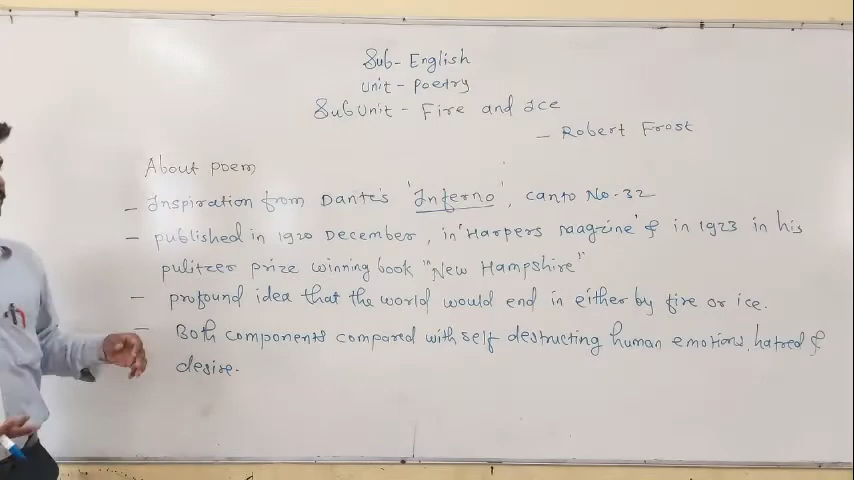 Sub- English
Unit - Poetry
SubUnit - Fire and Ice
- Robert Frost
About poem
- Inspiration from Dante's 'Inferno', canto No-32
- published in 1920 December, in 'Harpers maagzine' & in 1923 in his
pulitzer prize winning book "New Hampshire"
- profound idea that the world would end in either by fire or ice.
- Both components compared with self destructing human emotions, hatred &
desire.